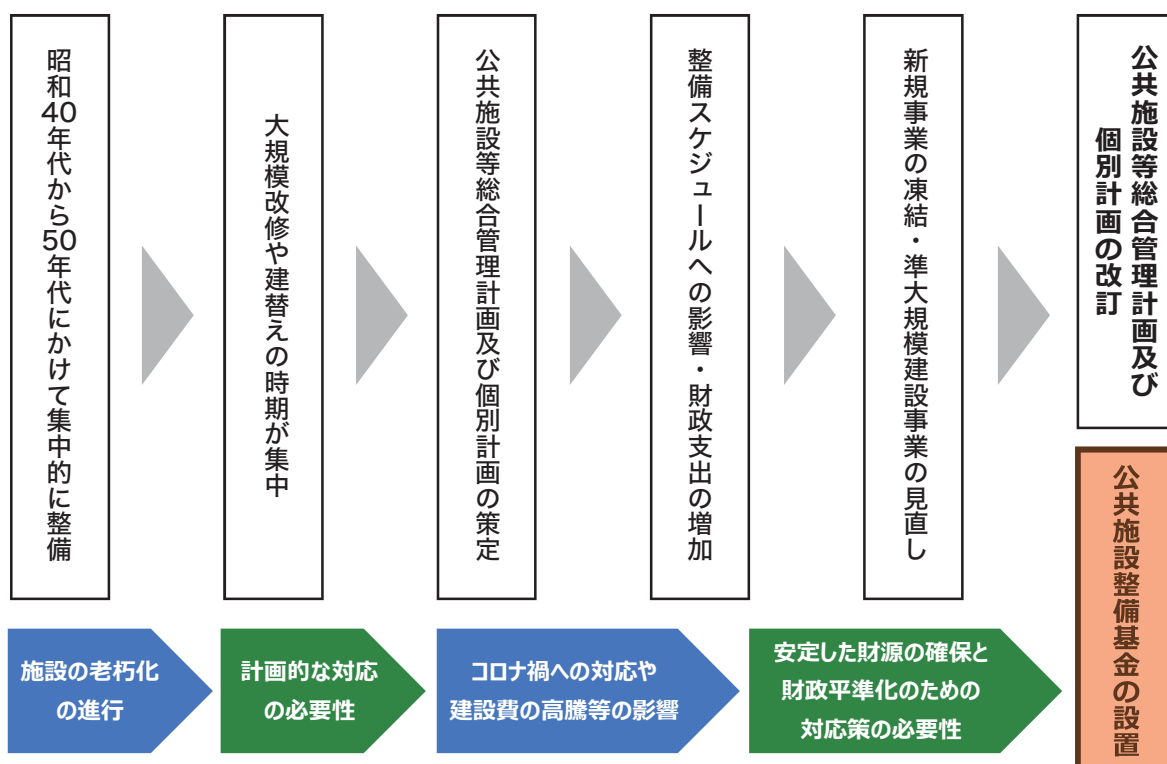 昭和40年代から50年代にかけて集中的に整備
大規模改修や建替えの時期が集中
公共施設等総合管理計画及び個別計画の策定
整備スケジュールへの影響・財政支出の増加
新規事業の凍結・準大規模建設事業の見直し
公共施設等総合管理計画及び
個別計画の改訂
施設の老朽化
の進行
計画的な対応
の必要性
コロナ禍への対応や
建設費の高騰等の影響
安定した財源の確保と
財政平準化のための
対応策の必要性
公共施設整備基金の設置